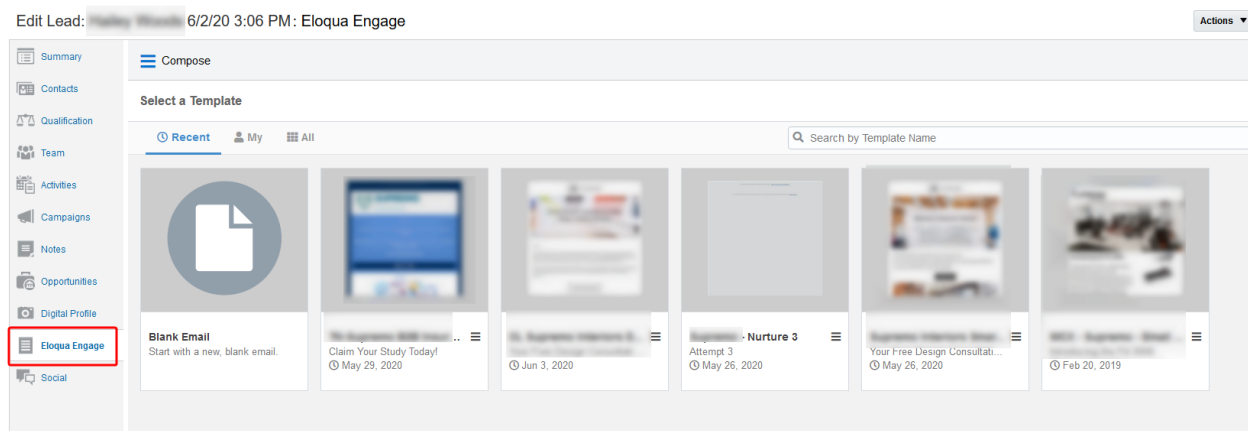 Edit Lead: 6/2/20 3:06 PM: Eloqua Engage
Actions
Summary
Contacts
Qualification
Team
Activities
Campaigns
Notes
Opportunities
Digital Profile
Eloqua Engage
Social
Compose
Select a Template
Recent
My
All
Search by Template Name
Blank Email
Start with a new, blank email.
..
Claim Your Study Today!
May 29, 2020
Jun 3, 2020
- Nurture 3
Attempt 3
May 26, 2020
Your Free Design Consultati...
May 26, 2020
Feb 20, 2019